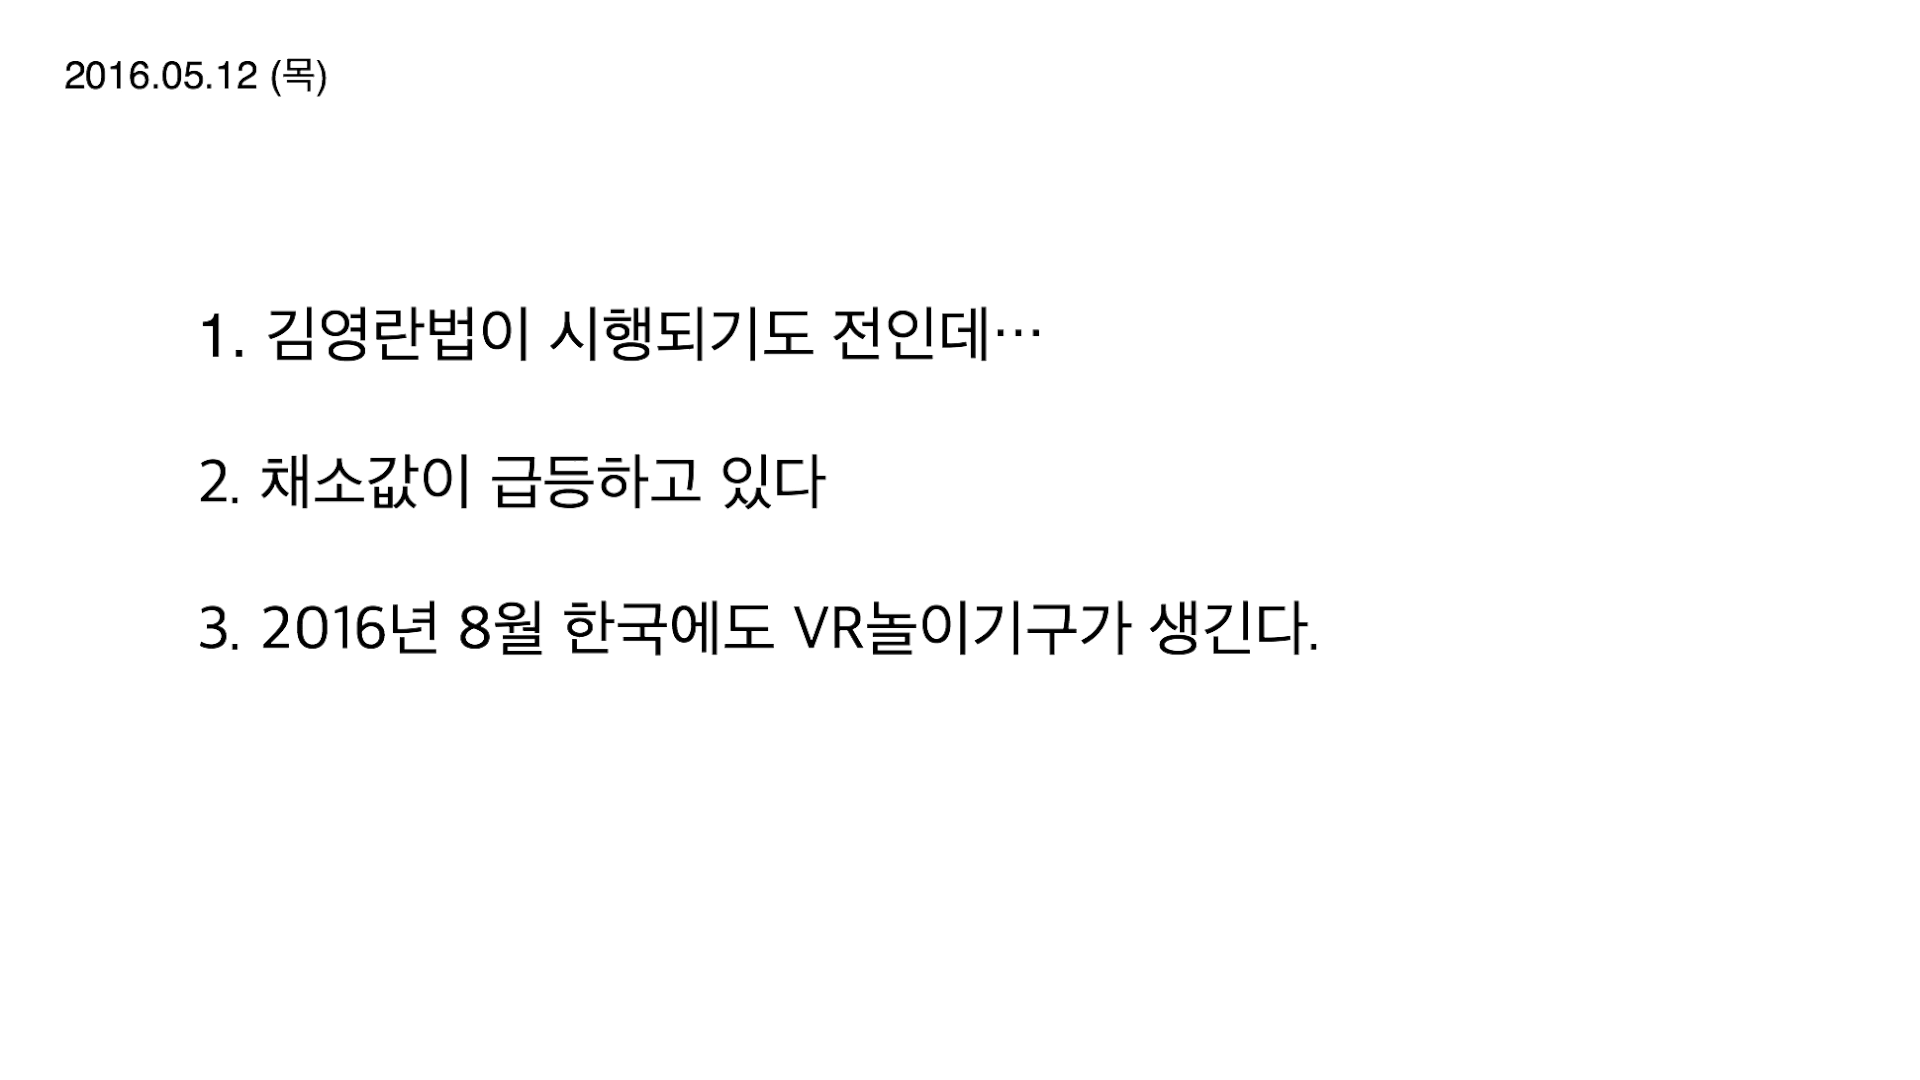 2016.05.12 (목)
1. 김영란법이 시행되기도 전인데…
2. 채소값이 급등하고 있다
3. 2016년 8월 한국에도 VR놀이기구가 생긴다.